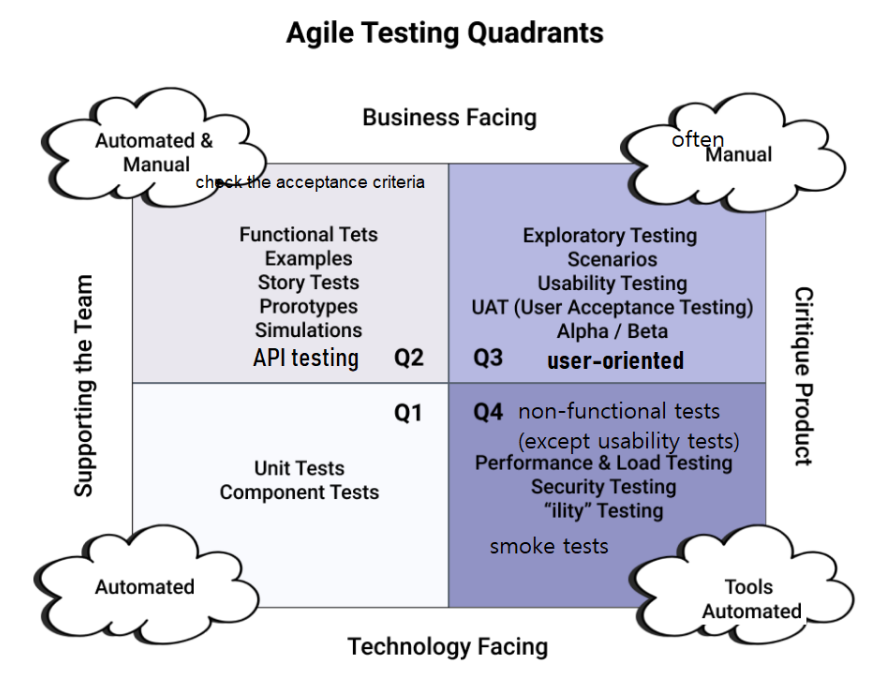 Agile Testing Quadrants
Business Facing
Automated &
Manual
often
Manual
check the acceptance criteria
Functional Tets
Examples
Story Tests
Prorotypes
Simulations
API testing
Q2
Exploratory Testing
Scenarios
Usability Testing
UAT (User Acceptance Testing)
Alpha / Beta
Q3
user-oriented
Supporting the Team
Ciritique Product
Q1
Unit Tests
Component Tests
Q4
non-functional tests
(except usability tests)
Performance & Load Testing
Security Testing
“ility” Testing
smoke tests
Automated
Tools
Automated
Technology Facing